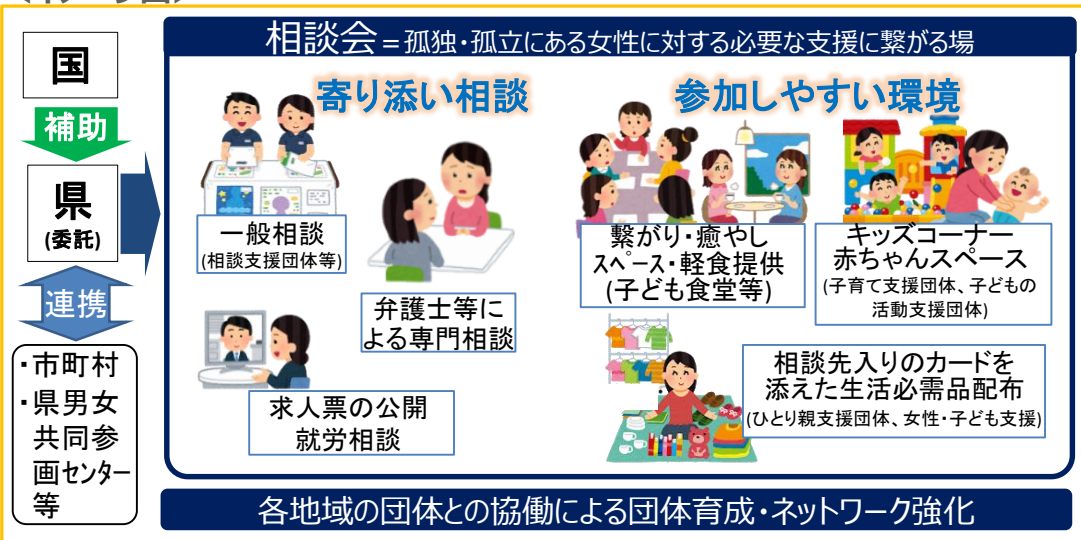 国
補助
県
(委託)
連携
・市町村
・県男女
共同参
画センター
等
相談会=孤独・孤立にある女性に対する必要な支援に繋がる場
寄り添い相談
一般相談
(相談支援団体等)
弁護士等に
よる専門相談
求人票の公開
就労相談
参加しやすい環境
繋がり・癒やし
スペース・軽食提供
(子ども食堂等)
キッズコーナー
赤ちゃんスペース
(子育て支援団体、子どもの
活動支援団体)
相談先入りのカードを
添えた生活必需品配布
(ひとり親支援団体、女性・子ども支援)
各地域の団体との協働による団体育成・ネットワーク強化